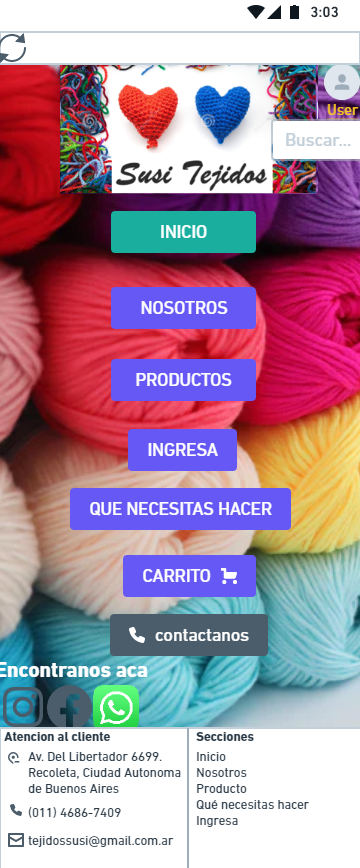 3:03
User
Buscar...
Susi Tejidos
INICIO
NOSOTROS
PRODUCTOS
INGRESA
QUE NECESITAS HACER
CARRITO
contactanos
Encontranos aca
Atencion al cliente
Av. Del Libertador 6699.
Recoleta, Ciudad Autonoma
de Buenos Aires
(011) 4686-7409
tejidossusi@gmail.com.ar
Secciones
Inicio
Nosotros
Producto
Qué necesitas hacer
Ingresa